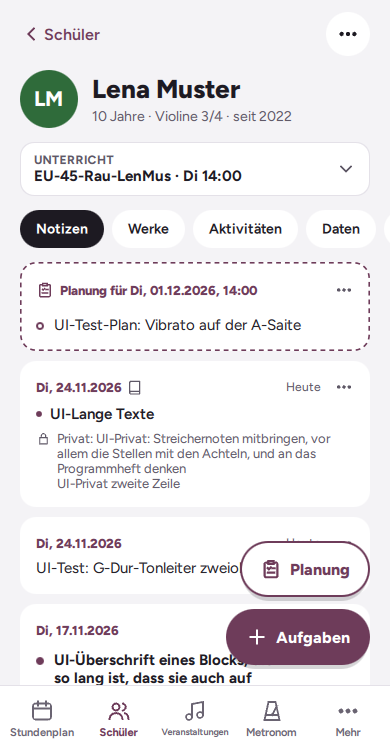 Schüler
LM
Lena Muster
10 Jahre · Violine 3/4 · seit 2022
UNTERRICHT
EU-45-Rau-LenMus · Di 14:00
Notizen
Werke
Aktivitäten
Daten
Planung für Di, 01.12.2026, 14:00
UI-Test-Plan: Vibrato auf der A-Saite
Di, 24.11.2026
Heute
UI-Lange Texte
Privat: UI-Privat: Streichernoten mitbringen, vor
allem die Stellen mit den Achteln, und an das
Programmheft denken
UI-Privat zweite Zeile
Di, 24.11.2026
UI-Test: G-Dur-Tonleiter
Planung
Di, 17.11.2026
Aufgaben
UI-Überschrift eines Blocks,
so lang ist, dass sie auch auf
Stundenplan
Schüler
Veranstaltungen
Metronom
Mehr